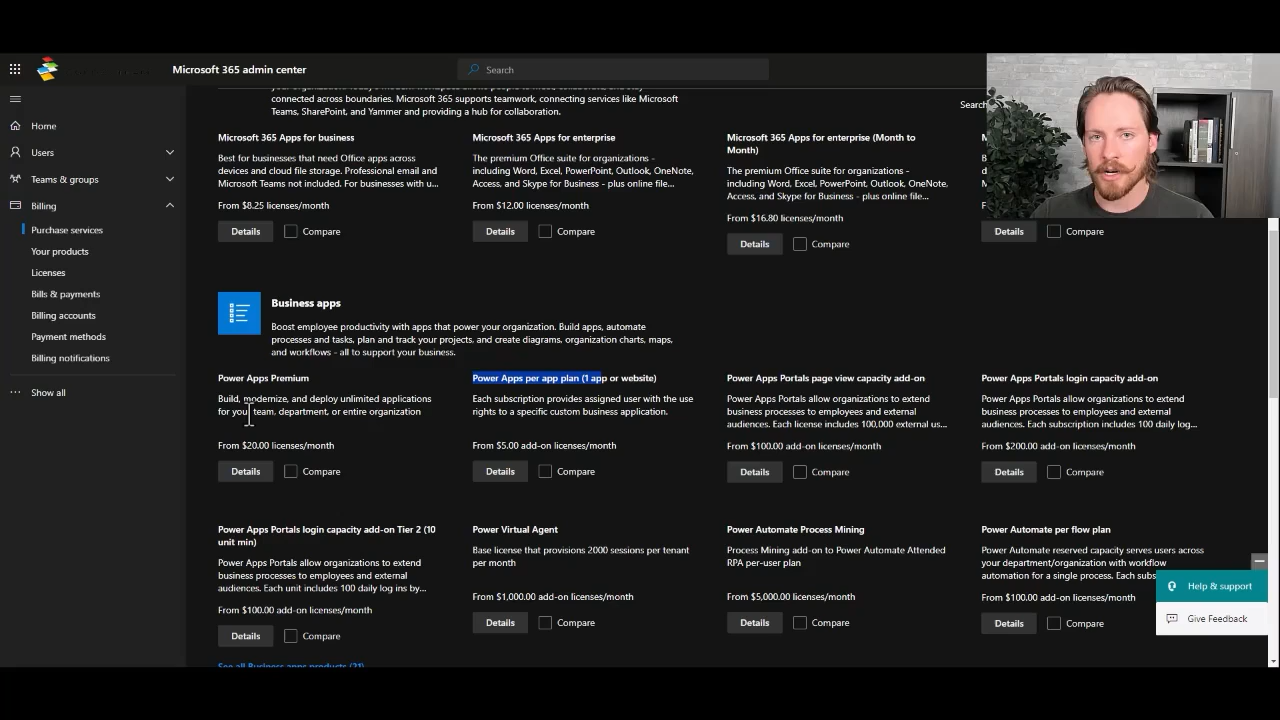 Microsoft 365 admin center
Search
Home
Users
Teams & groups
Billing
Purchase services
Your products
Licenses
Bills & payments
Billing accounts
Payment methods
Billing notifications
Show all
connected across boundaries. Microsoft 365 supports teamwork, connecting services like Microsoft
Teams, SharePoint, and Yammer and providing a hub for collaboration.
Search
Microsoft 365 Apps for business
Best for businesses that need Office apps across
devices and cloud file storage. Professional email and
Microsoft Teams not included. For businesses with u...
From $8.25 licenses/month
Details
Compare
Microsoft 365 Apps for enterprise
The premium Office suite for organizations -
including Word, Excel, PowerPoint, Outlook, OneNote,
Access, and Skype for Business - plus online file...
From $12.00 licenses/month
Details
Compare
Microsoft 365 Apps for enterprise (Month to
Month)
The premium Office suite for organizations -
including Word, Excel, PowerPoint, Outlook, OneNote,
Access, and Skype for Business - plus online file...
From $16.80 licenses/month
Details
Compare
Details
Compare
Business apps
Boost employee productivity with apps that power your organization. Build apps, automate
processes and tasks, plan and track your projects, and create diagrams, organization charts, maps,
and workflows - all to support your business.
Power Apps Premium
Build, modernize, and deploy unlimited applications
for your team, department, or entire organization
From $20.00 licenses/month
Details
Compare
Power Apps per app plan (1 app or website)
Each subscription provides assigned user with the use
rights to a specific custom business application.
From $5.00 add-on licenses/month
Details
Compare
Power Apps Portals page view capacity add-on
Power Apps Portals allow organizations to extend
business processes to employees and external
audiences. Each license includes 100,000 external us...
From $100.00 add-on licenses/month
Details
Compare
Power Apps Portals login capacity add-on
Power Apps Portals allow organizations to extend
business processes to employees and external
audiences. Each subscription includes 100 daily log...
From $200.00 add-on licenses/month
Details
Compare
Power Apps Portals login capacity add-on Tier 2 (10
unit min)
Power Apps Portals allow organizations to extend
business processes to employees and external
audiences. Each unit includes 100 daily log ins by...
From $100.00 add-on licenses/month
Details
Compare
Power Virtual Agent
Base license that provisions 2000 sessions per tenant
per month
From $1,000.00 add-on licenses/month
Details
Compare
Power Automate Process Mining
Process Mining add-on to Power Automate Attended
RPA per-user plan
From $5,000.00 add-on licenses/month
Details
Compare
Power Automate per flow plan
Power Automate reserved capacity serves users across
your department/organization with workflow
automation for a single process. Each
From $100.00 add-on licenses/month
Details
Compare
Help & support
Give Feedback
See all Business apps products (21)